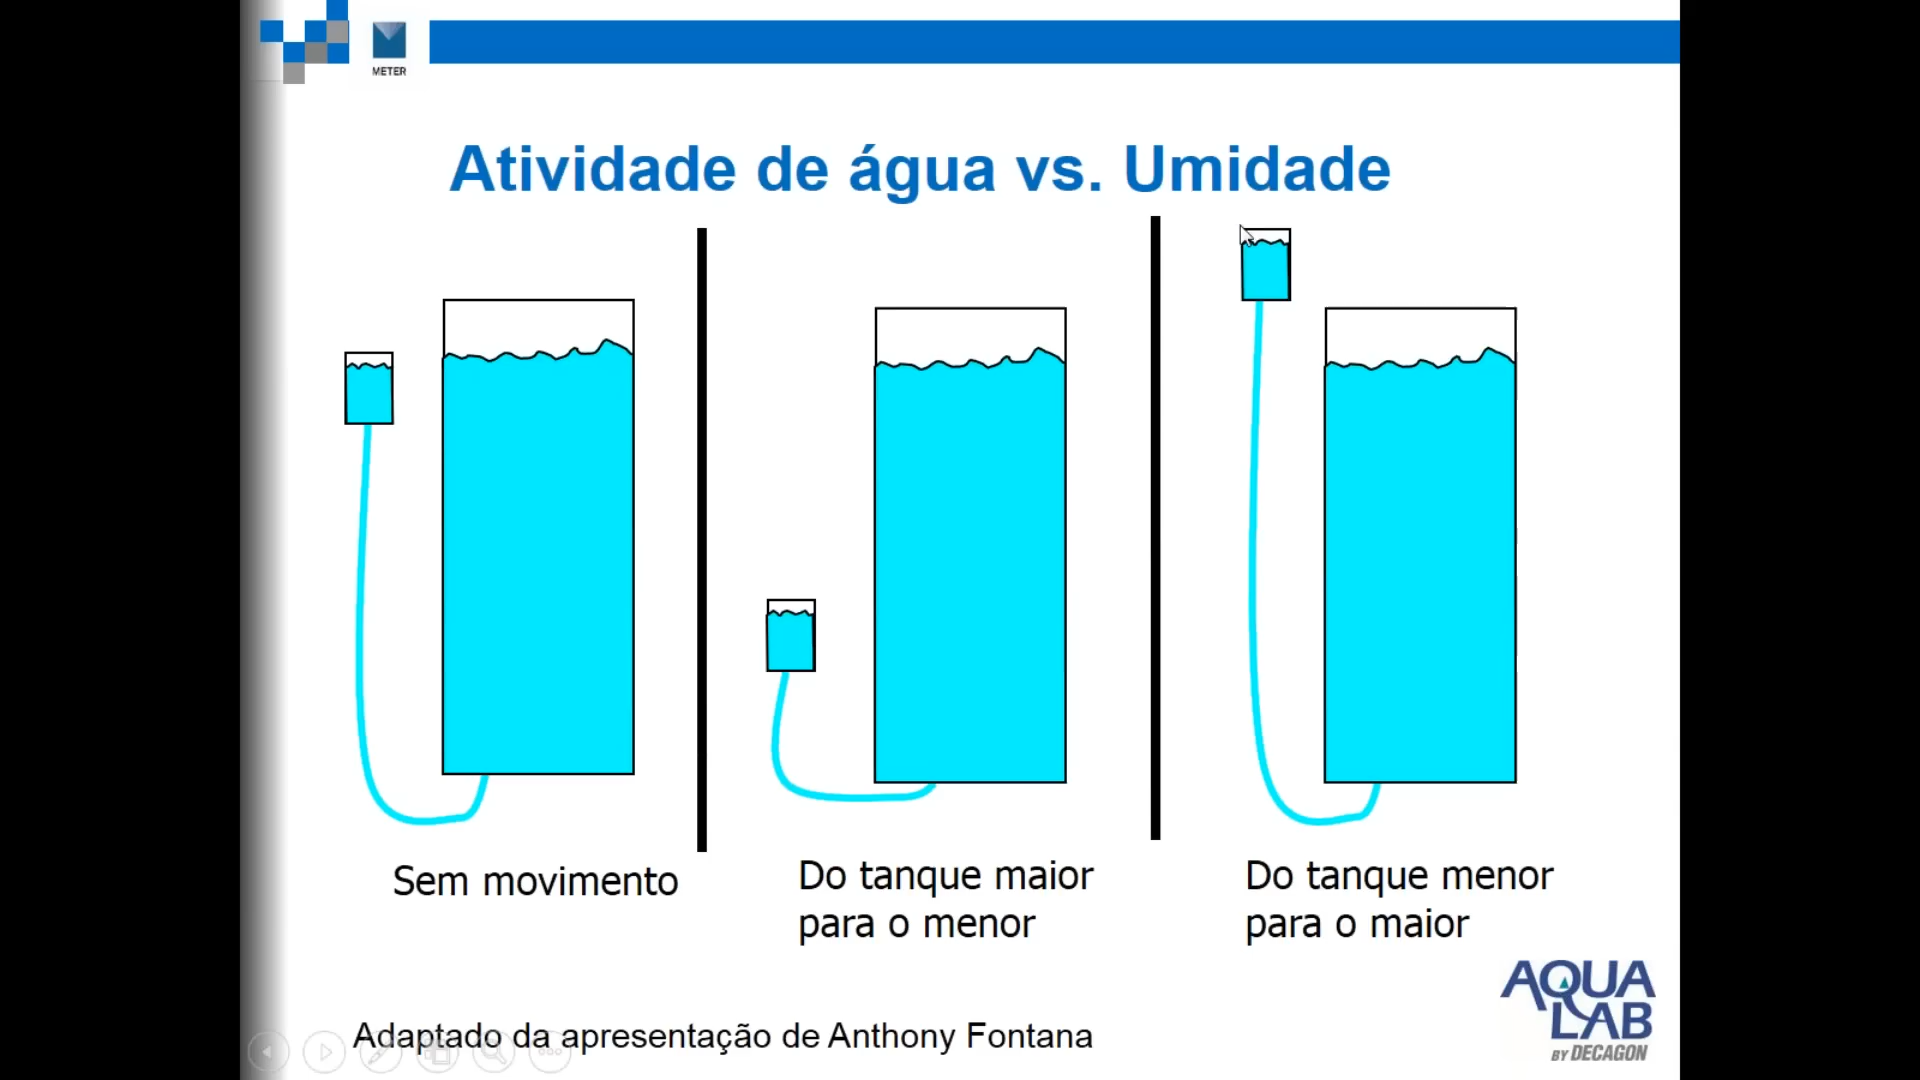 METER
Atividade de água vs. Umidade
Sem movimento
Do tanque maior
para o menor
Do tanque menor
para o maior
Adaptado da apresentação de Anthony Fontana
AQUA
LAB
BY DECAGON